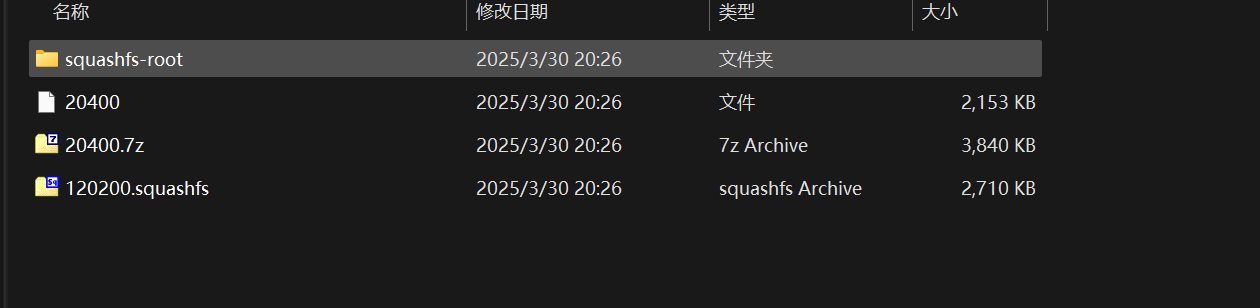 名称 修改日期 类型 大小
squashfs-root 2025/3/30 20:26 文件夹
20400 2025/3/30 20:26 文件 2,153 KB
20400.7z 2025/3/30 20:26 7z Archive 3,840 KB
120200.squashfs 2025/3/30 20:26 squashfs Archive 2,710 KB